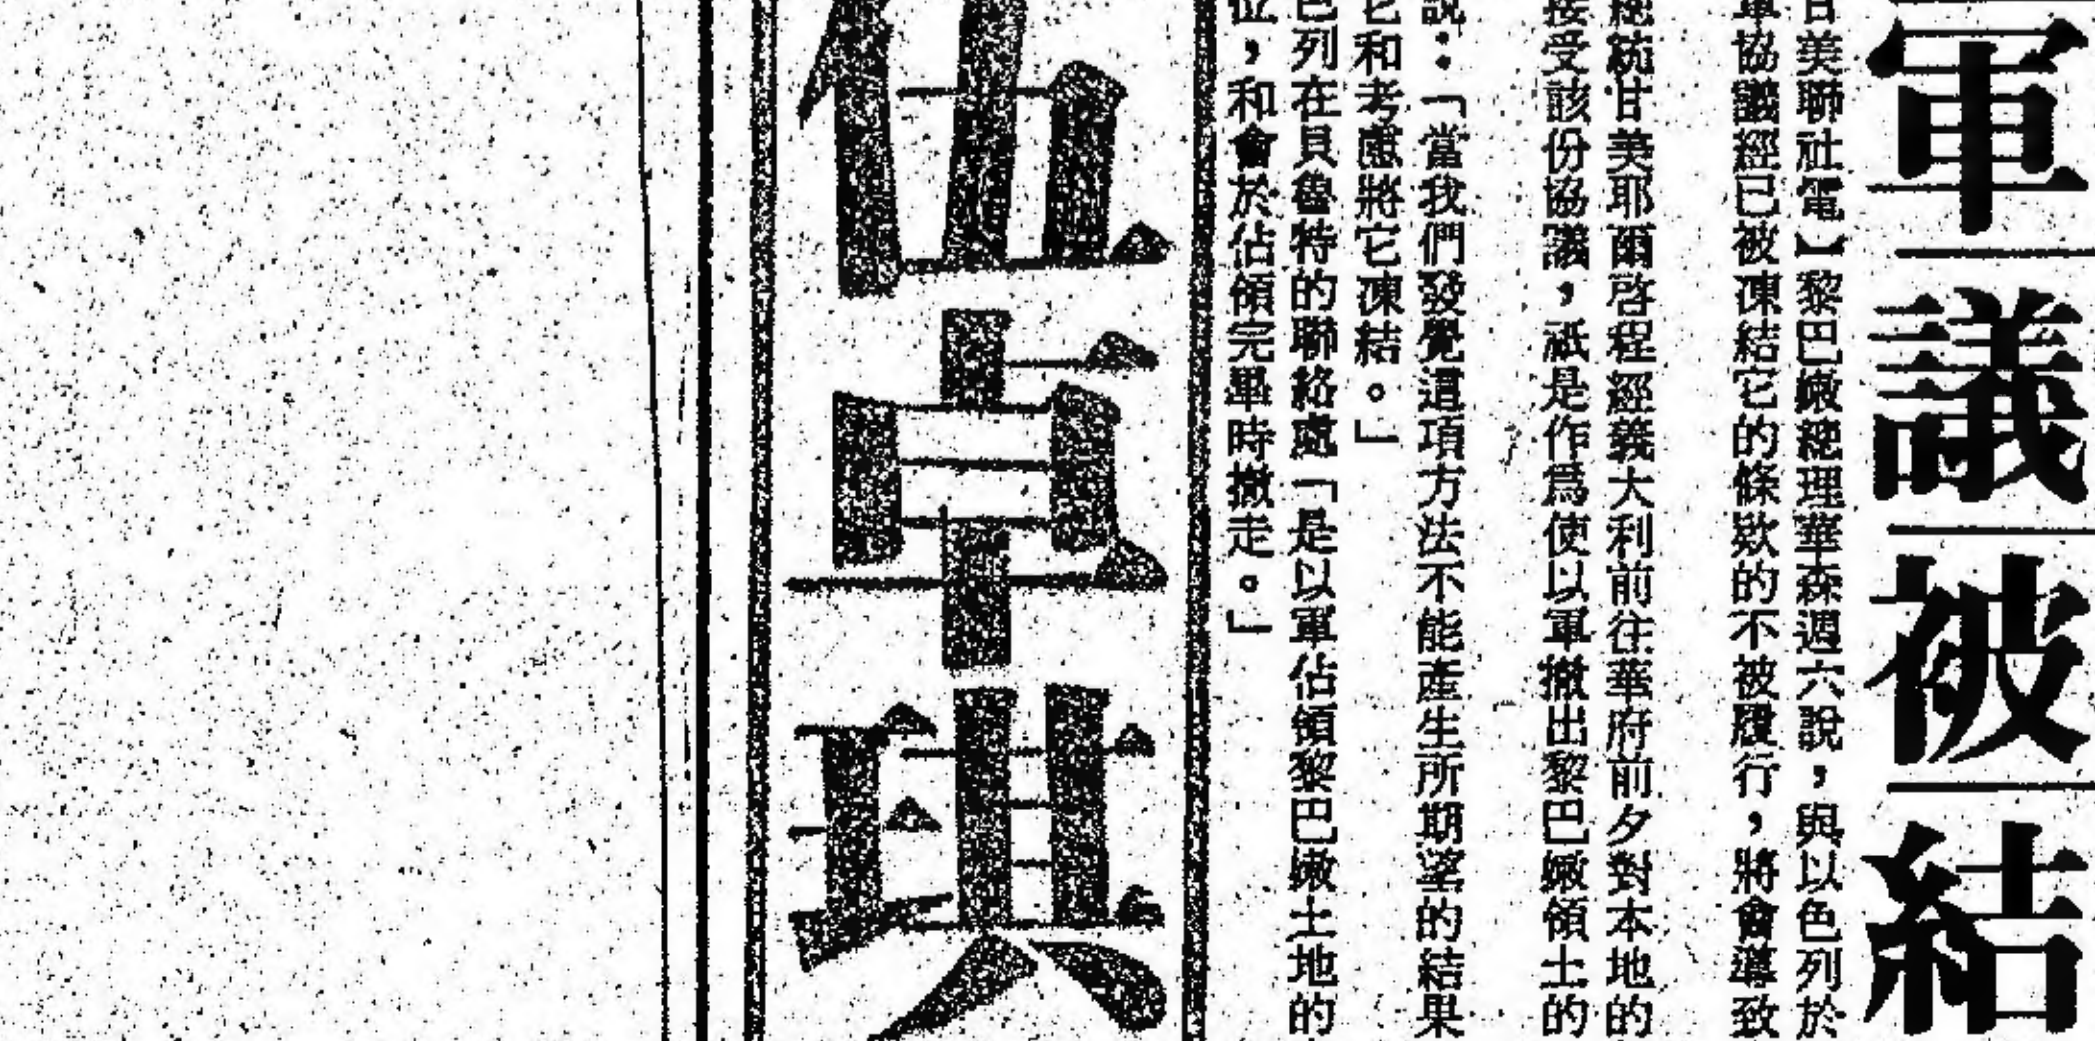 軍議被結
日美聯社電】黎巴嫩總理華森週六說，與以色列於
軍協議經已被凍結它的條欵的不被履行，將會導致
總統甘美耶爾啓程經義大利前往華府前夕對本地的
接受該份協議，祇是作爲使以軍撤出黎巴嫩領土的
說：「當我們發覺這項方法不能產生所期望的結果
它和考慮將它凍結。」
色列在貝魯特的聯絡處「是以軍佔領黎巴嫩土地的
位，和會於佔領完畢時撤走。」
伍卓琪